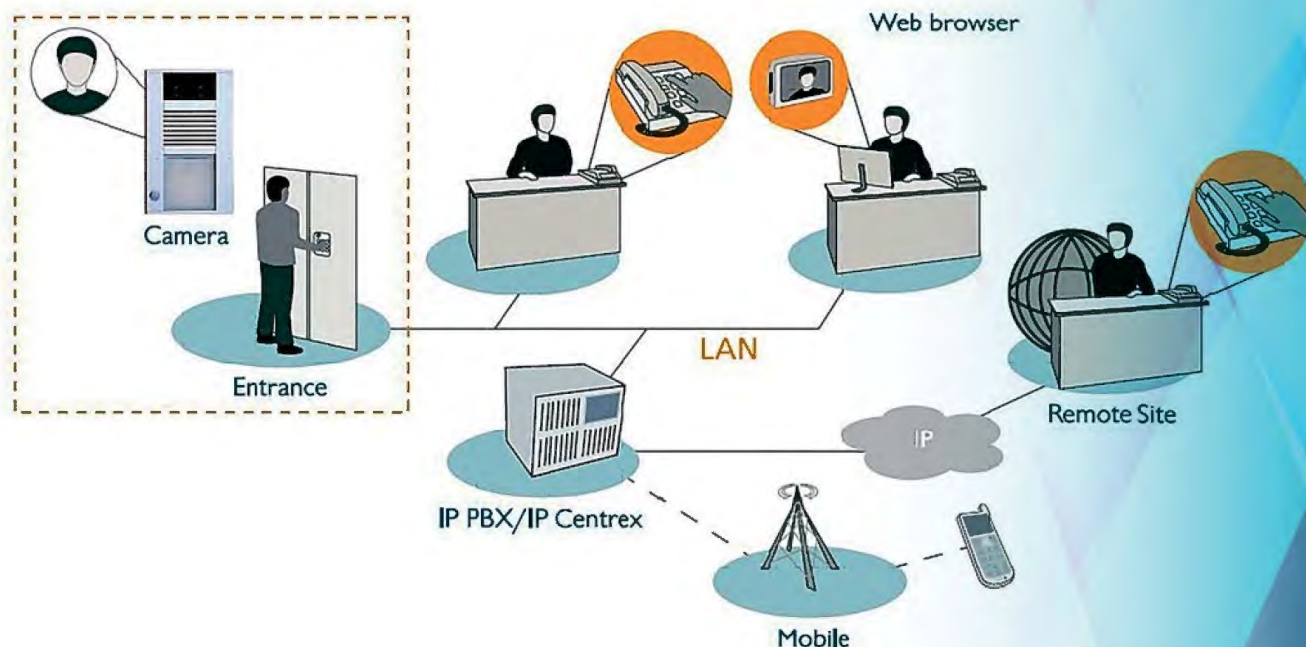 Web browser
Camera
Entrance
LAN
Remote Site
IP
IP PBX/IP Centrex
Mobile